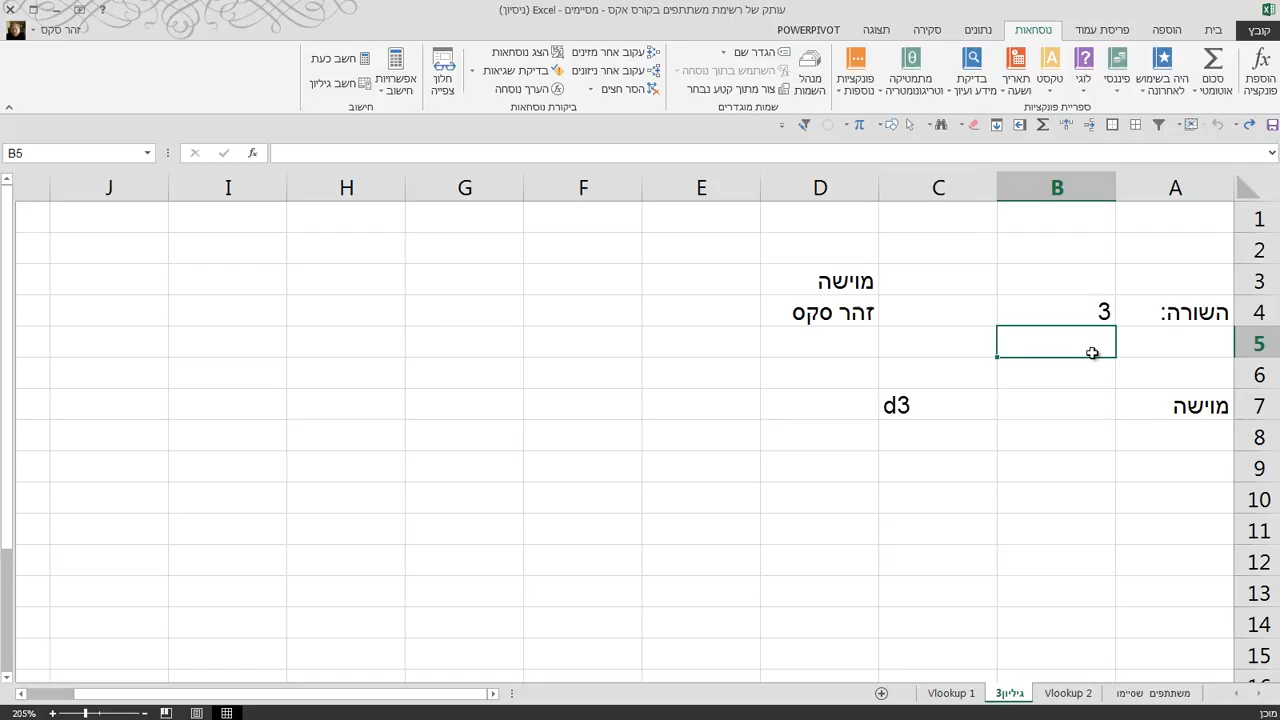 עותק של רשימת משתתפים בקורס אקס - מסיימים - Excel (ניסיון)
זהר סקס
קובץ בית הוספה פריסת עמוד נוסחאות נתונים סקירה תצוגה POWERPIVOT
הוספת פונקציה
סכום אוטומטי
היה בשימוש לאחרונה
פיננסי
לוגי
טקסט
תאריך ושעה
בדיקת מידע ועיון
מתמטיקה וטריגונומטריה
פונקציות נוספות
ספריית פונקציות
מנהל השמות
הגדר שם
השתמש בתוך נוסחה
צור מתוך קטע נבחר
שמות מוגדרים
עקוב אחר מזינים
עקוב אחר ניזונים
הסר חצים
הצג נוסחאות
בדיקת שגיאות
הערך נוסחה
ביקורת נוסחאות
חלון צפייה
אפשרויות חישוב
חשב כעת
חשב גיליון
חישוב
B5
fx
A B C D E F G H I J
1
2
3 מוישה
4 השורה: 3 זהר סקס
5
6
7 מוישה d3
8
9
10
11
12
13
14
15
משתתפים שסיימו Vlookup 2 גיליון3 Vlookup 1
מוכן
205%